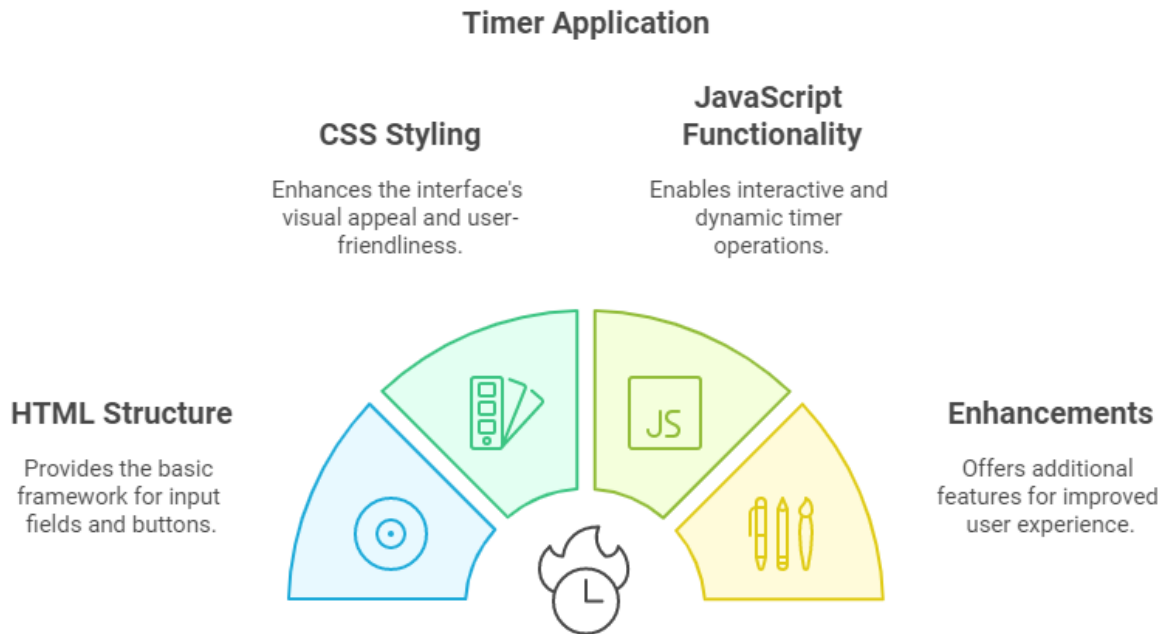 Timer Application
CSS Styling
Enhances the interface's
visual appeal and user-
friendliness.
JavaScript
Functionality
Enables interactive and
dynamic timer
operations.
HTML Structure
Provides the basic
framework for input
fields and buttons.
JS
Enhancements
Offers additional
features for improved
user experience.